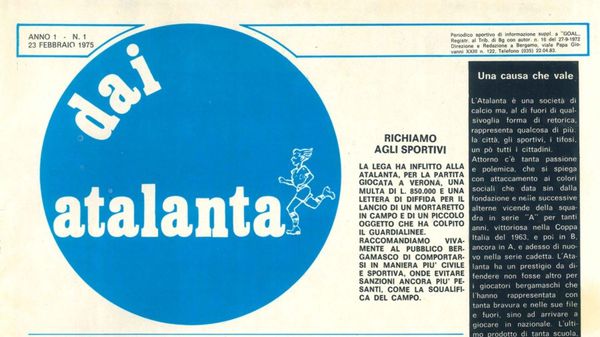 ANNO 1 - N. 1
23 FEBBRAIO 1975
dai
atalanta
Periodico sportivo di informazione suppl. a "GOAL"
Registr. al Trib. di Bg con autor. n. 16 del 27-9-1972
Direzione e Redazione a Bergamo, viale Papa Gio-
vanni XXIII n. 122. Telefono (035) 22.04.83.
RICHIAMO
AGLI SPORTIVI
LA LEGA HA INFLITTO ALLA
ATALANTA, PER LA PARTITA
GIOCATA A VERONA, UNA
MULTA DI L. 850.000 E UNA
LETTERA DI DIFFIDA PER IL
LANCIO DI UN MORTARETTO
IN CAMPO E DI UN PICCOLO
OGGETTO CHE HA COLPITO
IL GUARDIALINEE.
RACCOMANDIAMO VIVA-
MENTE AL PUBBLICO BER-
GAMASCO DI COMPORTAR-
SI IN MANIERA PIU' CIVILE
E SPORTIVA, ONDE EVITARE
SANZIONI ANCORA PIU' PE-
SANTI, COME LA SQUALIFI-
CA DEL CAMPO.
Una causa che vale
L'Atalanta è una società di
calcio ma, al di fuori di qual-
sivoglia forma di retorica,
rappresenta qualcosa di più:
la città, gli sportivi, i tifosi,
un pò tutti i cittadini.
Attorno c'è tanta passione
e polemica, che si spiega
con attaccamento ai colori
sociali che data sin dalla
fondazione e nelle successive
alterne vicende della squa-
dra in serie "A" per tanti
anni, vittoriosa nella Coppa
Italia del 1963, e poi in B,
ancora in A, e adesso di nuo-
vo nella serie cadetta. L'Ata-
lanta ha un prestigio da di-
fendere non fosse altro per
i giocatori bergamaschi che
l'hanno rappresentata con
tanta bravura e nelle sue file
e fuori, sino ad arrivare a
giocare in nazionale. L'ulti-
mo prodotto di tanta scuola,